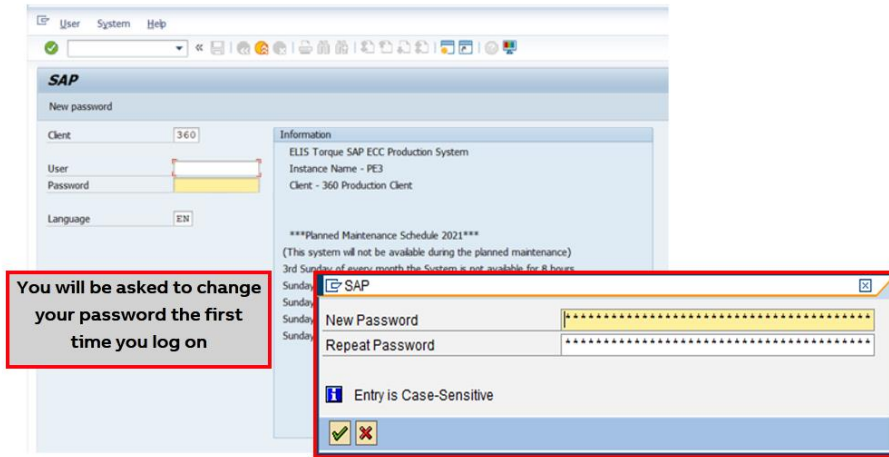 User System Help
SAP
New password
Client 360
User
Password
Language EN
Information
ELIS Torque SAP ECC Production System
Instance Name - PE3
Client - 360 Production Client
***Planned Maintenance Schedule 2021***
(This system will not be available during the planned maintenance)
3rd Sunday of every month the System is not available for 8 hours
Sunday
Sunday
Sunday
Sunday
You will be asked to change
your password the first
time you log on
SAP
New Password ****************************************
Repeat Password ****************************************
Entry is Case-Sensitive